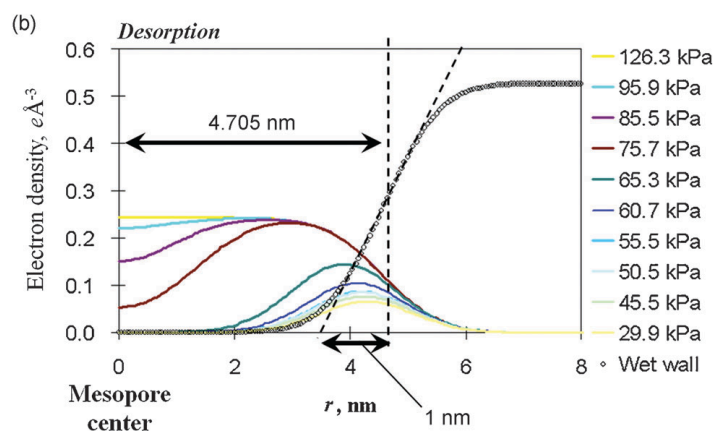 (b)
Desorption
0.6
0.5
0.4
0.3
0.2
0.1
0.0
Electron density, eÅ-3
4.705 nm
0
2
4
6
8
Mesopore
center
r, nm
1 nm
126.3 kPa
95.9 kPa
85.5 kPa
75.7 kPa
65.3 kPa
60.7 kPa
55.5 kPa
50.5 kPa
45.5 kPa
29.9 kPa
Wet wall